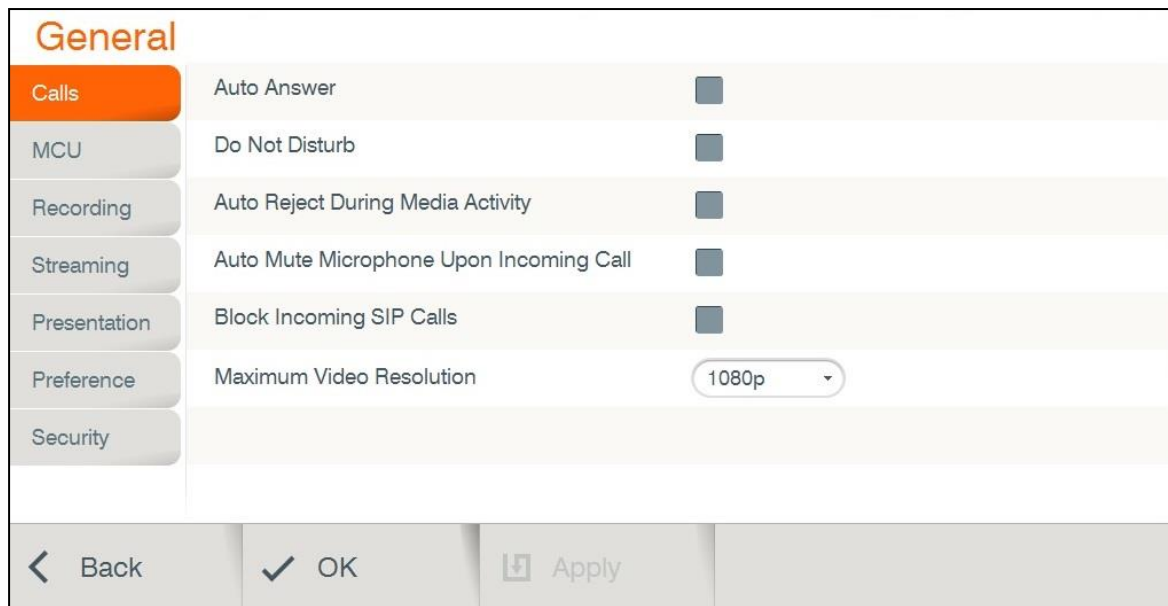 General
Calls
Auto Answer
MCU
Do Not Disturb
Recording
Auto Reject During Media Activity
Streaming
Auto Mute Microphone Upon Incoming Call
Presentation
Block Incoming SIP Calls
Preference
Maximum Video Resolution 1080p
Security
Back OK Apply